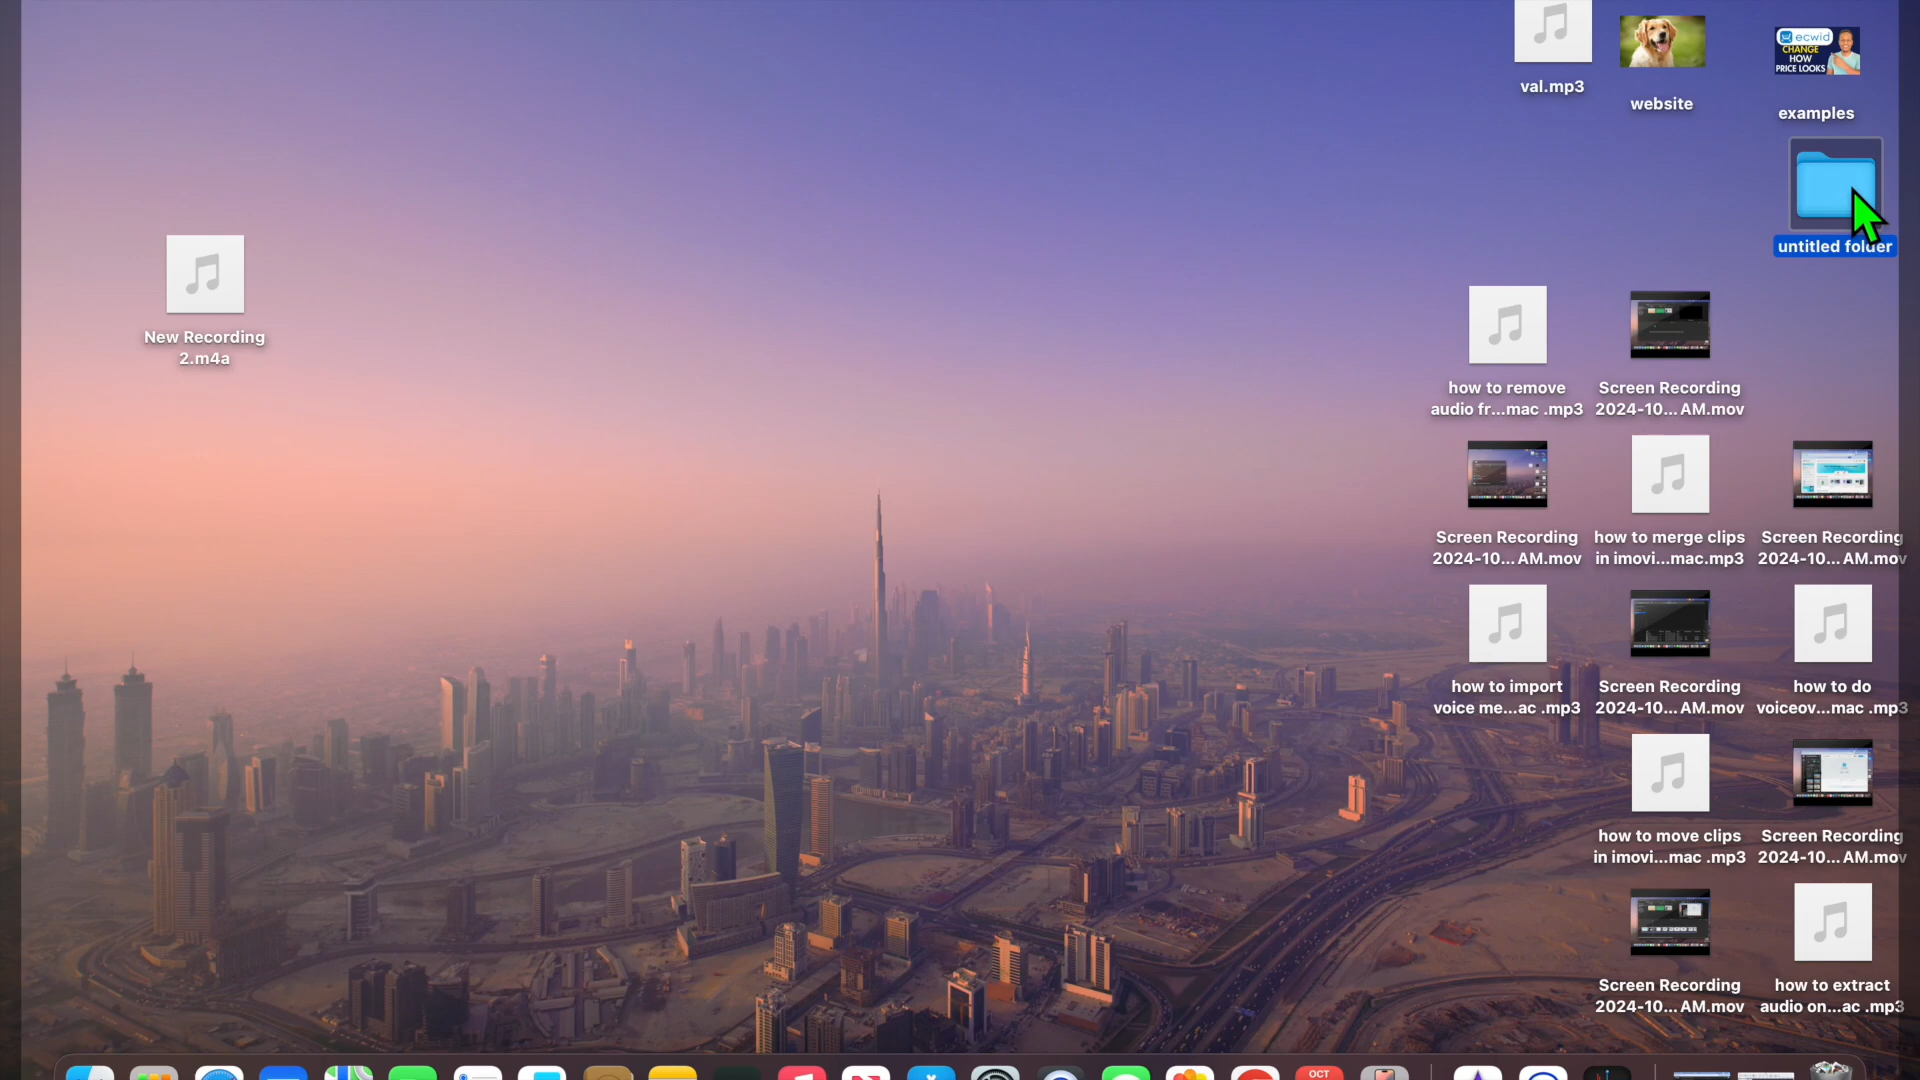 val.mp3
website
ecwid
CHANGE
HOW
PRICE LOOKS
examples
untitled folder
New Recording
2.m4a
how to remove
audio fr...mac .mp3
Screen Recording
2024-10... AM.mov
Screen Recording
2024-10... AM.mov
how to merge clips
in imovi...mac.mp3
Screen Recording
2024-10... AM.mov
how to import
voice me...ac .mp3
Screen Recording
2024-10... AM.mov
how to do
voiceov...mac .mp3
how to move clips
in imovi...mac .mp3
Screen Recording
2024-10... AM.mov
Screen Recording
2024-10... AM.mov
how to extract
audio on...ac .mp3
OCT